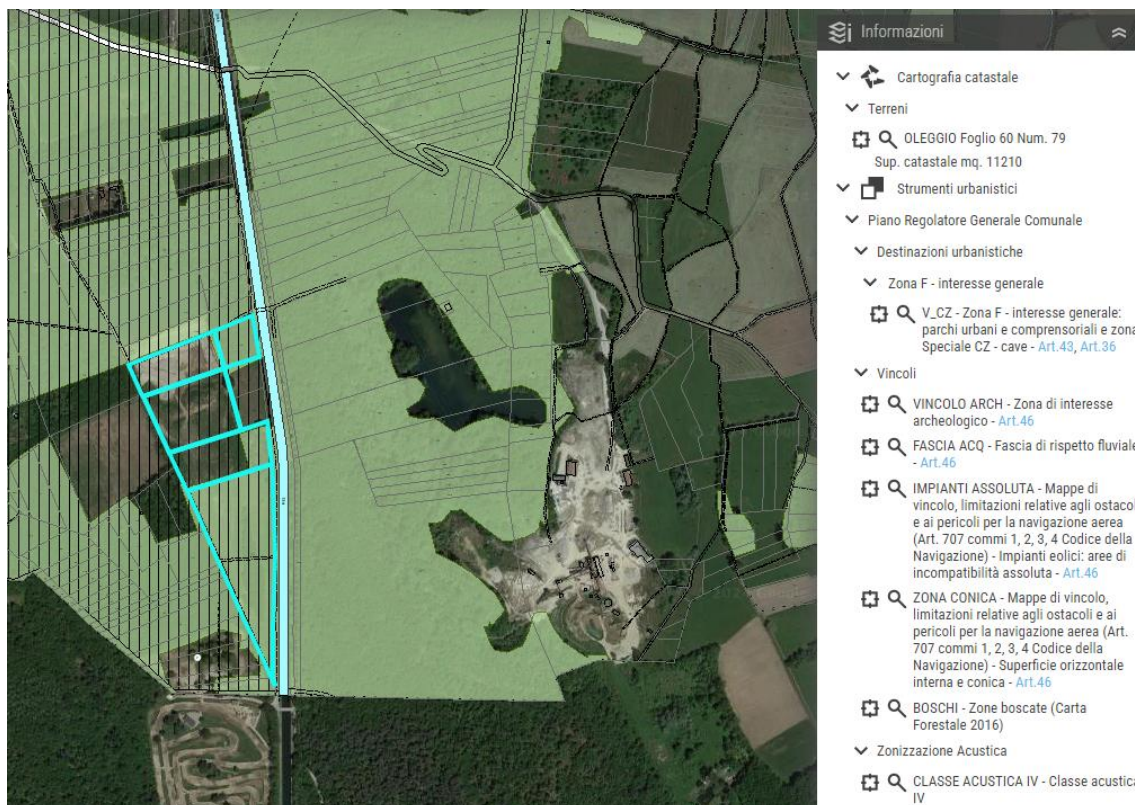 Informazioni
Cartografia catastale
Terreni
OLEGGIO Foglio 60 Num. 79
Sup. catastale mq. 11210
Strumenti urbanistici
Piano Regolatore Generale Comunale
Destinazioni urbanistiche
Zona F - interesse generale
V_CZ - Zona F - interesse generale:
parchi urbani e comprensoriali e zona
Speciale CZ - cave - Art.43, Art.36
Vincoli
VINCOLO ARCH - Zona di interesse
archeologico - Art.46
FASCIA ACQ - Fascia di rispetto fluviale
- Art.46
IMPIANTI ASSOLUTA - Mappe di
vincolo, limitazioni relative agli ostacol
e ai pericoli per la navigazione aerea
(Art. 707 commi 1, 2, 3, 4 Codice della
Navigazione) - Impianti eolici: aree di
incompatibilità assoluta - Art.46
ZONA CONICA - Mappe di vincolo,
limitazioni relative agli ostacoli e ai
pericoli per la navigazione aerea (Art.
707 commi 1, 2, 3, 4 Codice della
Navigazione) - Superficie orizzontale
interna e conica - Art.46
BOSCHI - Zone boscate (Carta
Forestale 2016)
Zonizzazione Acustica
CLASSE ACUSTICA IV - Classe acustica
IV